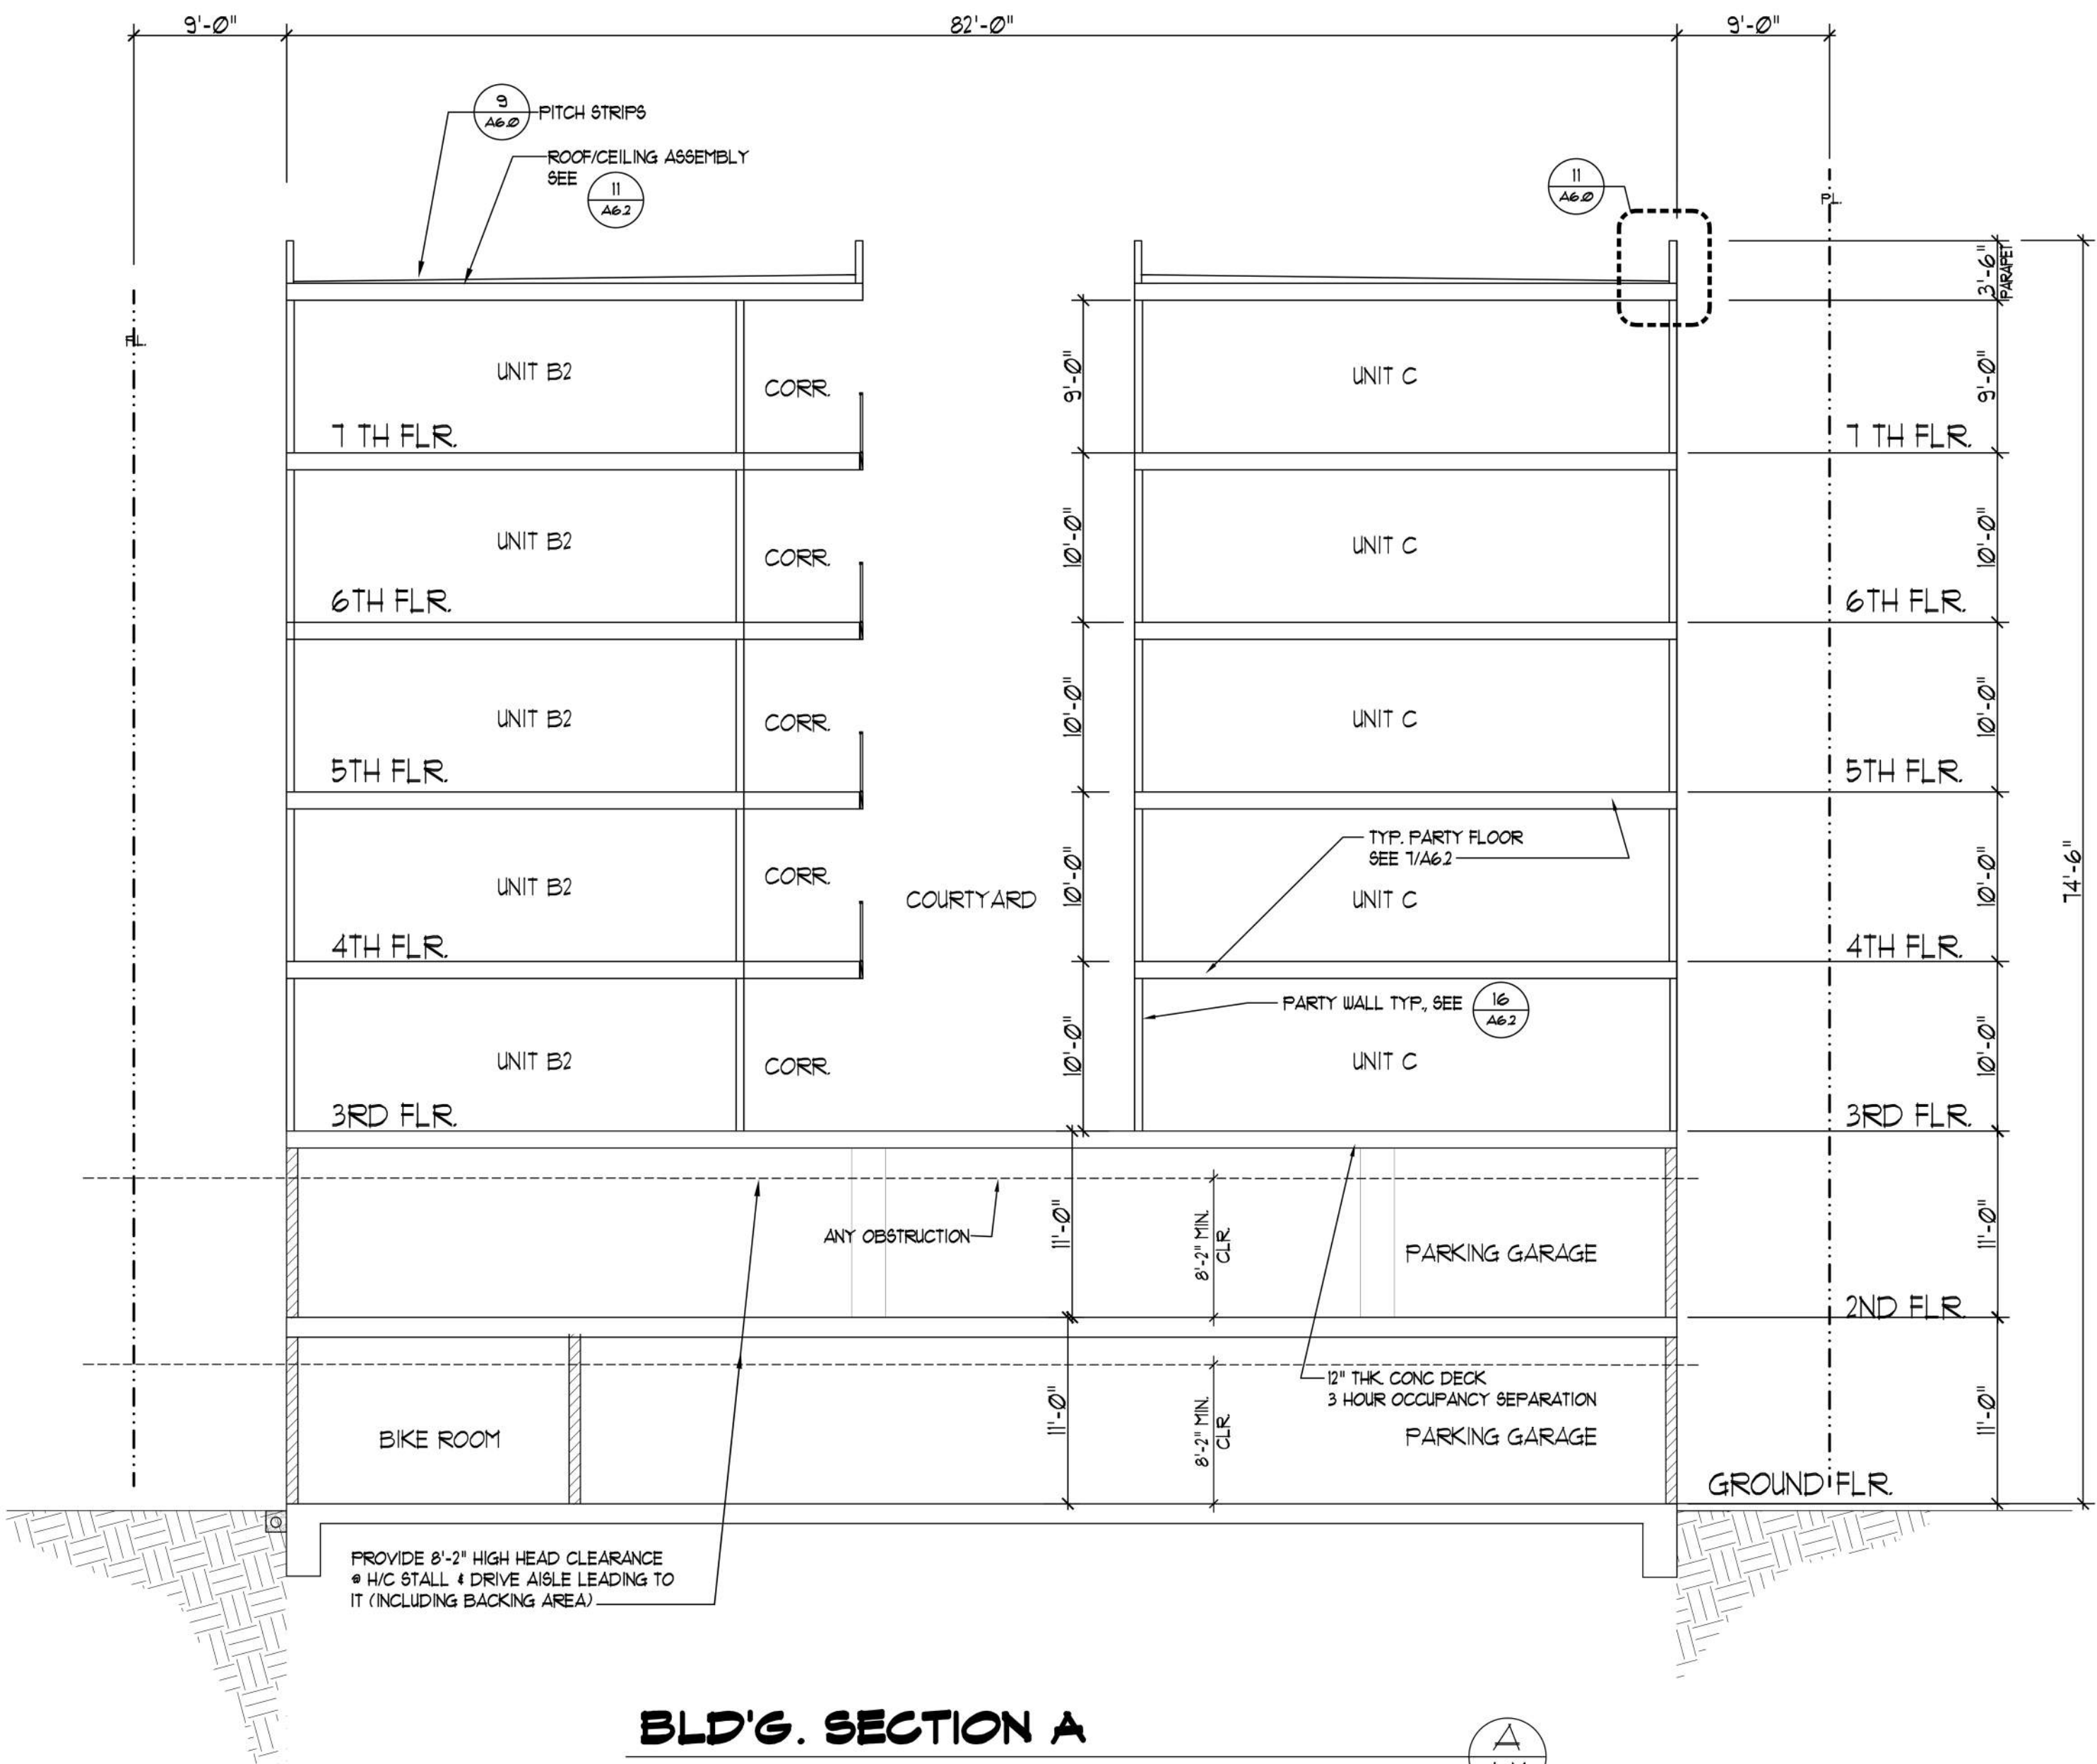 9'-0"
82'-0"
9'-0"
9
A6.0
PITCH STRIPS
ROOF/CEILING ASSEMBLY
SEE
11
A6.2
11
A6.0
P.L.
P.L.
3'-6"
PARAPET
UNIT B2
CORR.
9'-0"
UNIT C
9'-0"
7 TH FLR.
7 TH FLR.
UNIT B2
CORR.
10'-0"
UNIT C
10'-0"
6TH FLR.
6TH FLR.
UNIT B2
CORR.
10'-0"
UNIT C
10'-0"
5TH FLR.
5TH FLR.
TYP. PARTY FLOOR
SEE 7/A6.2
UNIT B2
CORR.
COURTYARD
10'-0"
UNIT C
10'-0"
74'-6"
4TH FLR.
4TH FLR.
PARTY WALL TYP., SEE
16
A6.2
UNIT B2
CORR.
10'-0"
UNIT C
10'-0"
3RD FLR.
3RD FLR.
ANY OBSTRUCTION
11'-0"
8'-2" MIN.
CLR.
PARKING GARAGE
11'-0"
2ND FLR.
12" THK. CONC DECK
3 HOUR OCCUPANCY SEPARATION
BIKE ROOM
11'-0"
8'-2" MIN.
CLR.
PARKING GARAGE
11'-0"
GROUND FLR.
PROVIDE 8'-2" HIGH HEAD CLEARANCE
@ H/C STALL & DRIVE AISLE LEADING TO
IT (INCLUDING BACKING AREA)
BLD'G. SECTION A
A